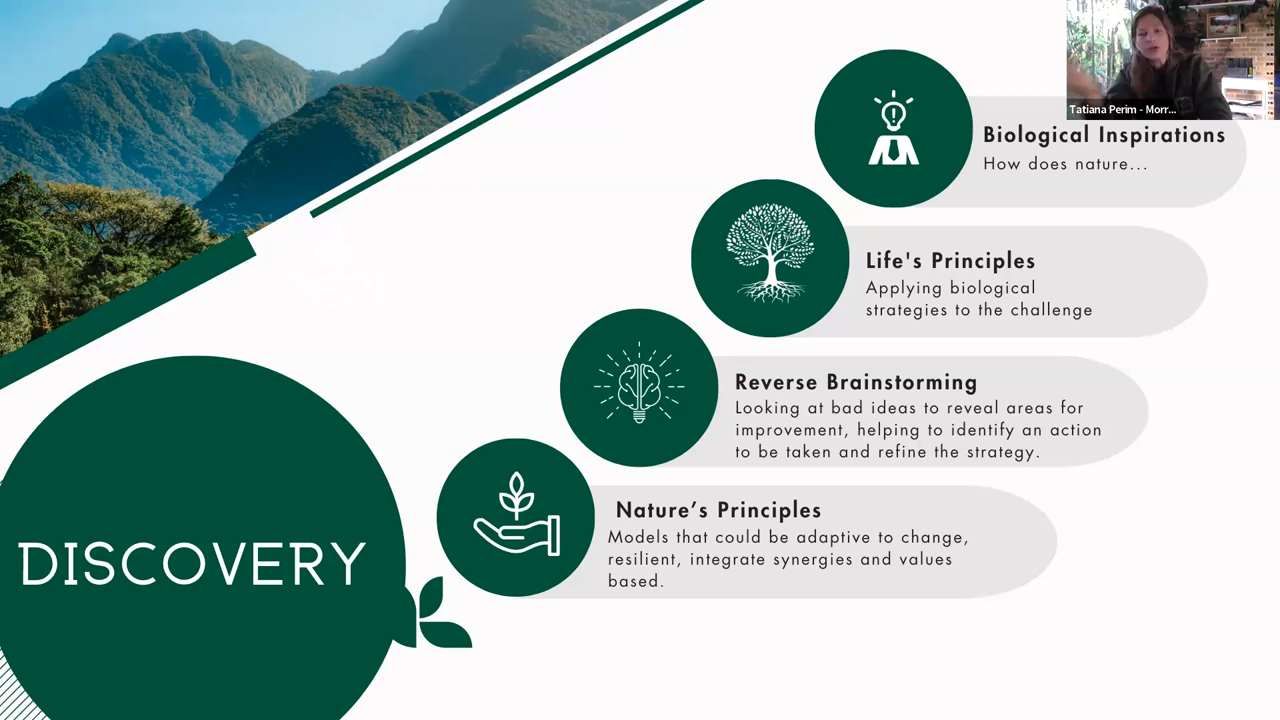 Tatiana Perim - Morr...
Biological Inspirations
How does nature...
Life's Principles
Applying biological
strategies to the challenge
Reverse Brainstorming
Looking at bad ideas to reveal areas for
improvement, helping to identify an action
to be taken and refine the strategy.
Nature’s Principles
Models that could be adaptive to change,
resilient, integrate synergies and values
based.
DISCOVERY